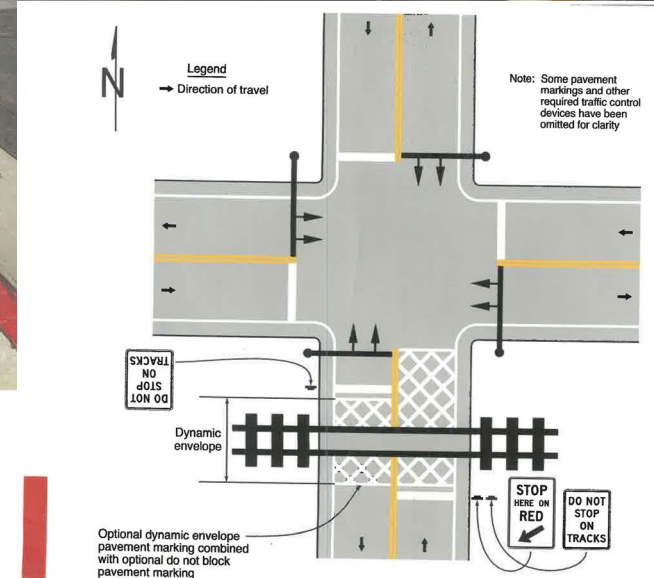 N
Legend
Direction of travel
Note: Some pavement
markings and other
required traffic control
devices have been
omitted for clarity
DO NOT
STOP
ON
TRACKS
Dynamic
envelope
STOP
HERE ON
RED
DO NOT
STOP
ON
TRACKS
Optional dynamic envelope
pavement marking combined
with optional do not block
pavement marking